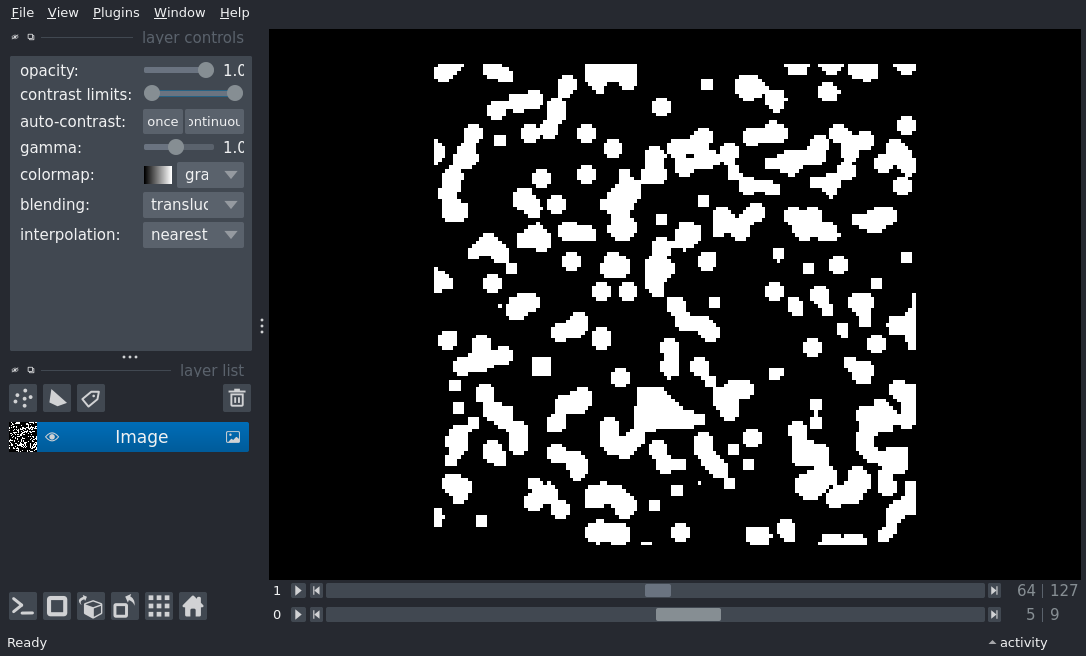 File View Plugins Window Help
layer controls
opacity: 1.0
contrast limits:
auto-contrast: once ontinuou
gamma: 1.0
colormap: gra
blending: transluc
interpolation: nearest
layer list
Image
1 64 127
0 5 9
Ready activity